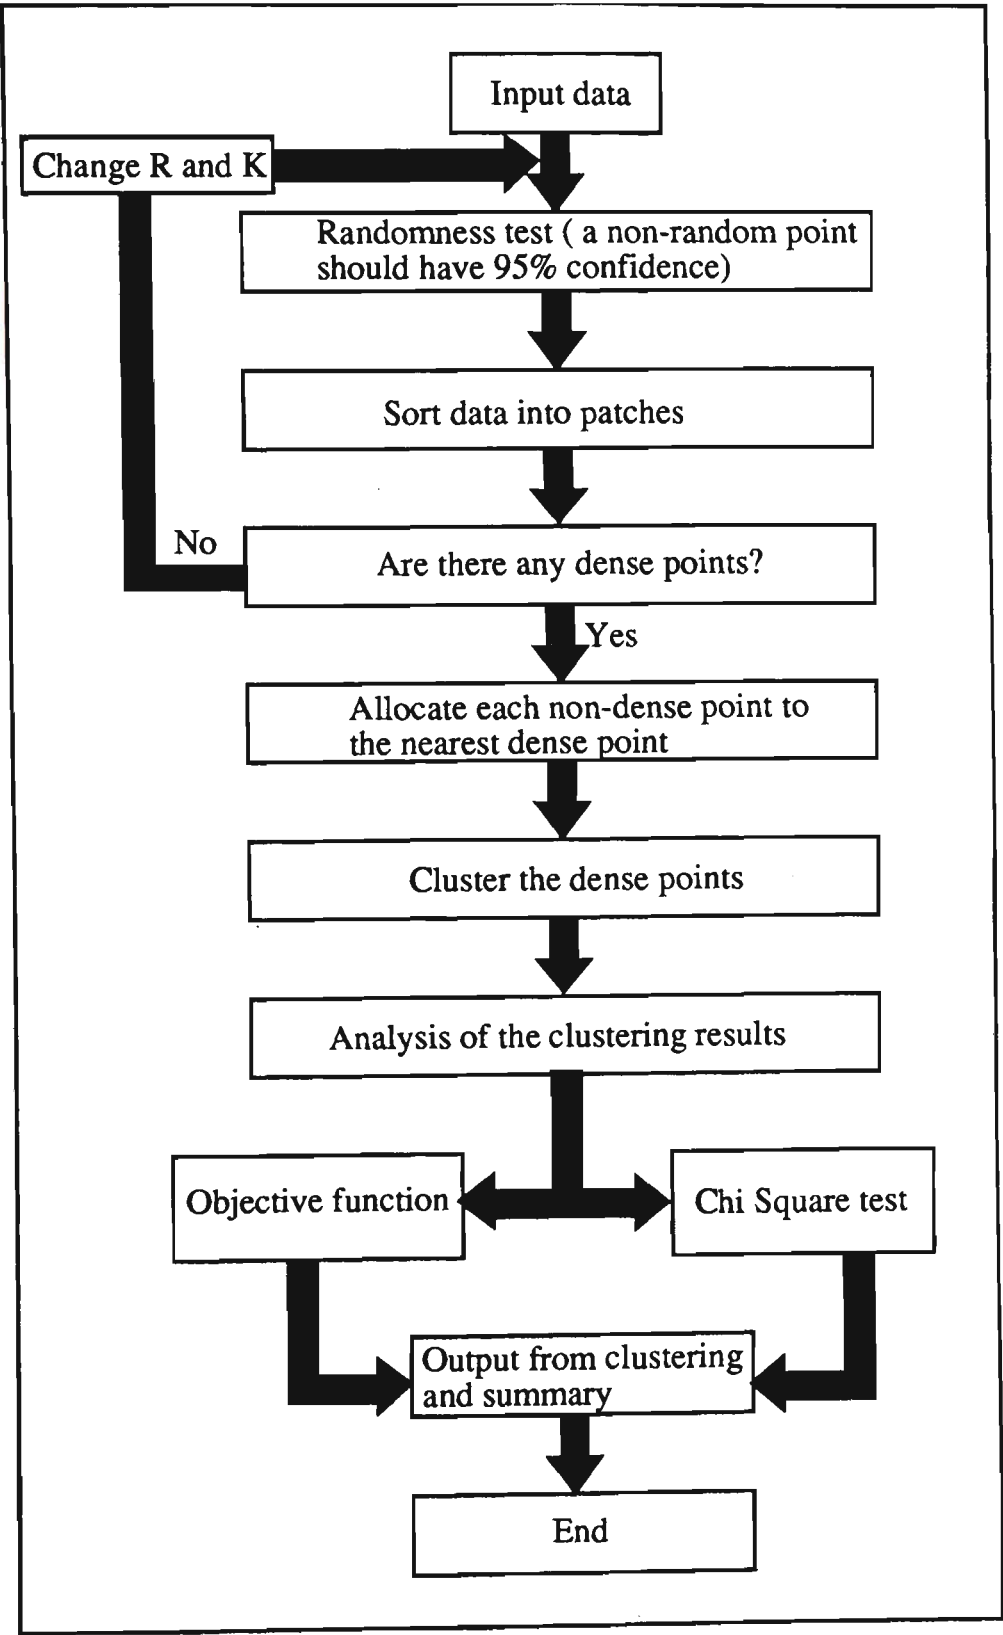 Input data
Change R and K
Randomness test ( a non-random point
should have 95% confidence)
Sort data into patches
No
Are there any dense points?
Yes
Allocate each non-dense point to
the nearest dense point
Cluster the dense points
Analysis of the clustering results
Objective function
Chi Square test
Output from clustering
and summary
End